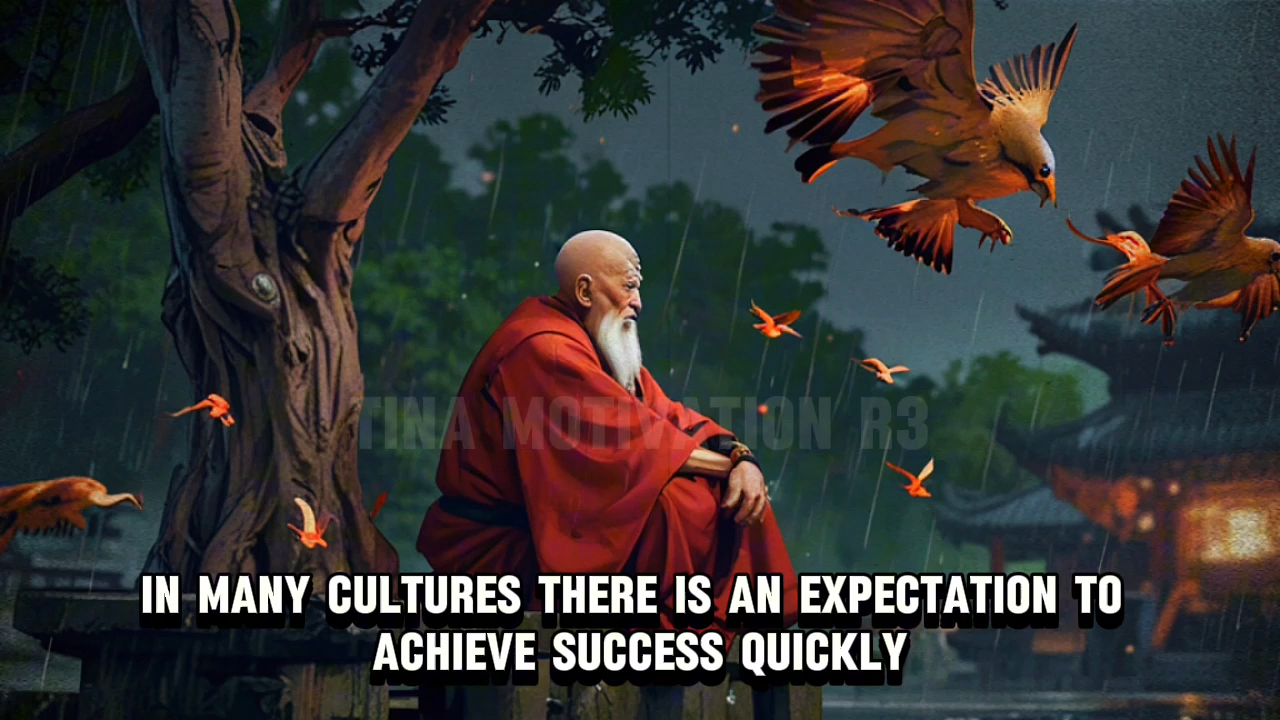 TINA MOTIVATION R3
IN MANY CULTURES THERE IS AN EXPECTATION TO
ACHIEVE SUCCESS QUICKLY